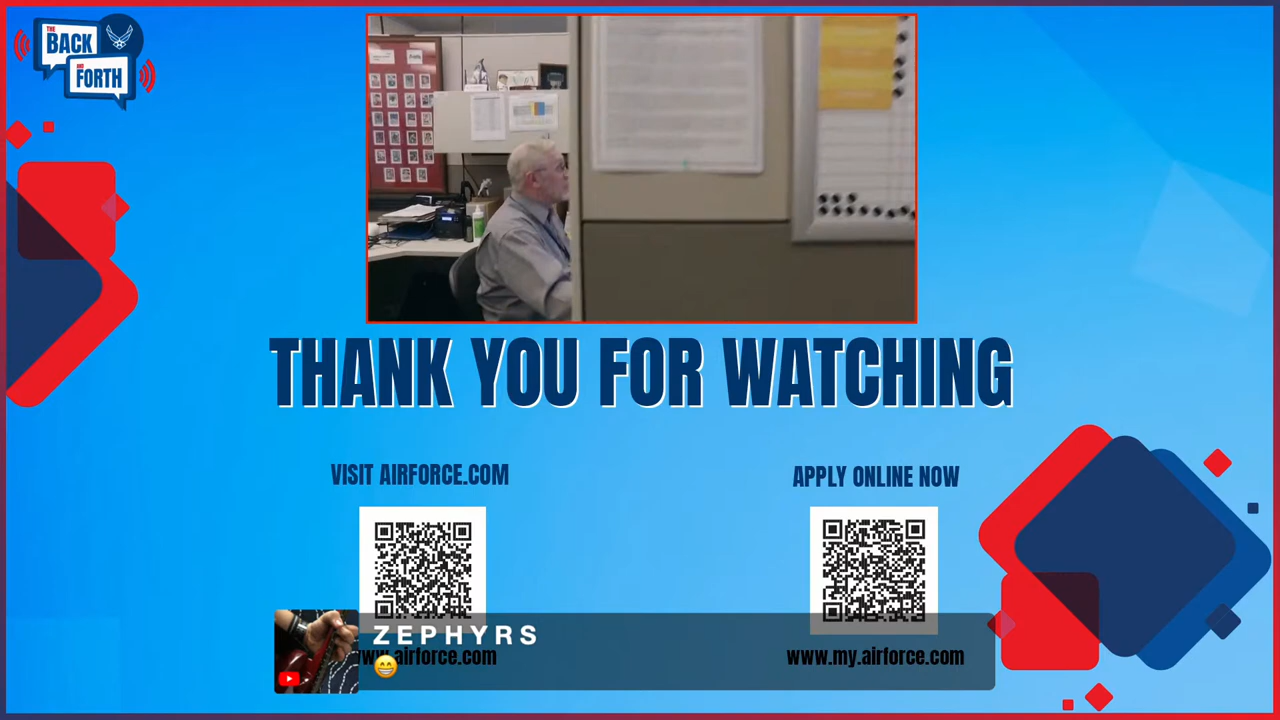 THE
BACK
AND
FORTH
THANK YOU FOR WATCHING
VISIT AIRFORCE.COM
APPLY ONLINE NOW
ZEPHYRS
😁
www.airforce.com
www.my.airforce.com